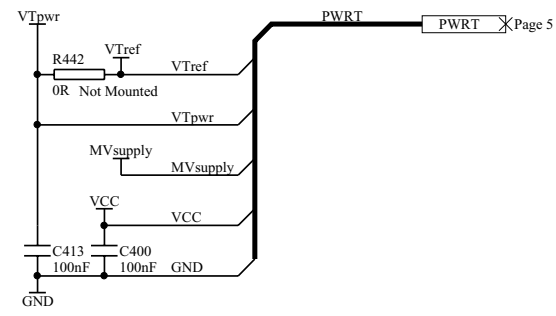 VTpwr
PWRT
PWRT
Page 5
VTref
R442
VTref
0R Not Mounted
VTpwr
MVsupply
MVsupply
VCC
VCC
C413
C400
100nF
100nF
GND
GND